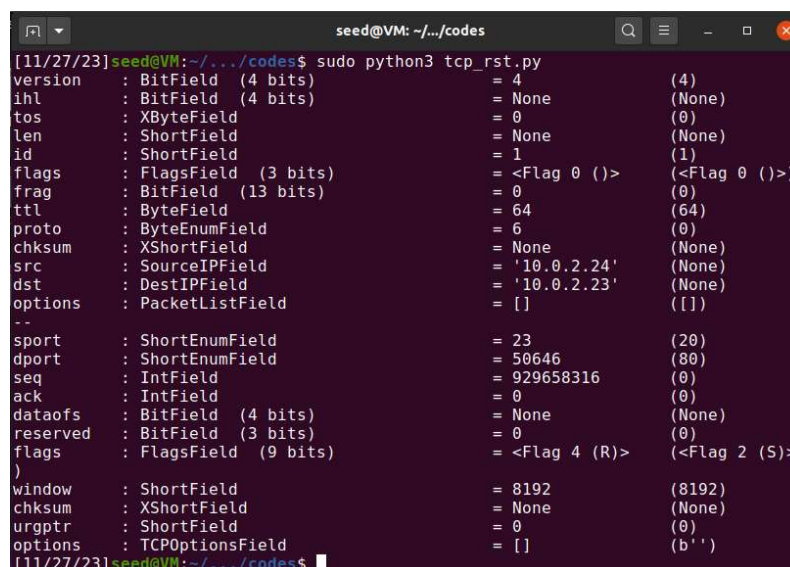 seed@VM: ~/.../codes
[11/27/23]seed@VM:~/.../codes$ sudo python3 tcp_rst.py
version    : BitField  (4 bits)                  = 4               (4)
ihl        : BitField  (4 bits)                  = None            (None)
tos        : XByteField                          = 0               (0)
len        : ShortField                          = None            (None)
id         : ShortField                          = 1               (1)
flags      : FlagsField  (3 bits)                = <Flag 0 ()>     (<Flag 0 ()>)
frag       : BitField  (13 bits)                 = 0               (0)
ttl        : ByteField                           = 64              (64)
proto      : ByteEnumField                       = 6               (0)
chksum     : XShortField                         = None            (None)
src        : SourceIPField                       = '10.0.2.24'     (None)
dst        : DestIPField                         = '10.0.2.23'     (None)
options    : PacketListField                     = []              ([])
--
sport      : ShortEnumField                      = 23              (20)
dport      : ShortEnumField                      = 50646           (80)
seq        : IntField                            = 929658316       (0)
ack        : IntField                            = 0               (0)
dataofs    : BitField  (4 bits)                  = None            (None)
reserved   : BitField  (3 bits)                  = 0               (0)
flags      : FlagsField  (9 bits)                = <Flag 4 (R)>    (<Flag 2 (S)>
)
window     : ShortField                          = 8192            (8192)
chksum     : XShortField                         = None            (None)
urgptr     : ShortField                          = 0               (0)
options    : TCPOptionsField                     = []              (b'')
[11/27/23]seed@VM:~/.../codes$